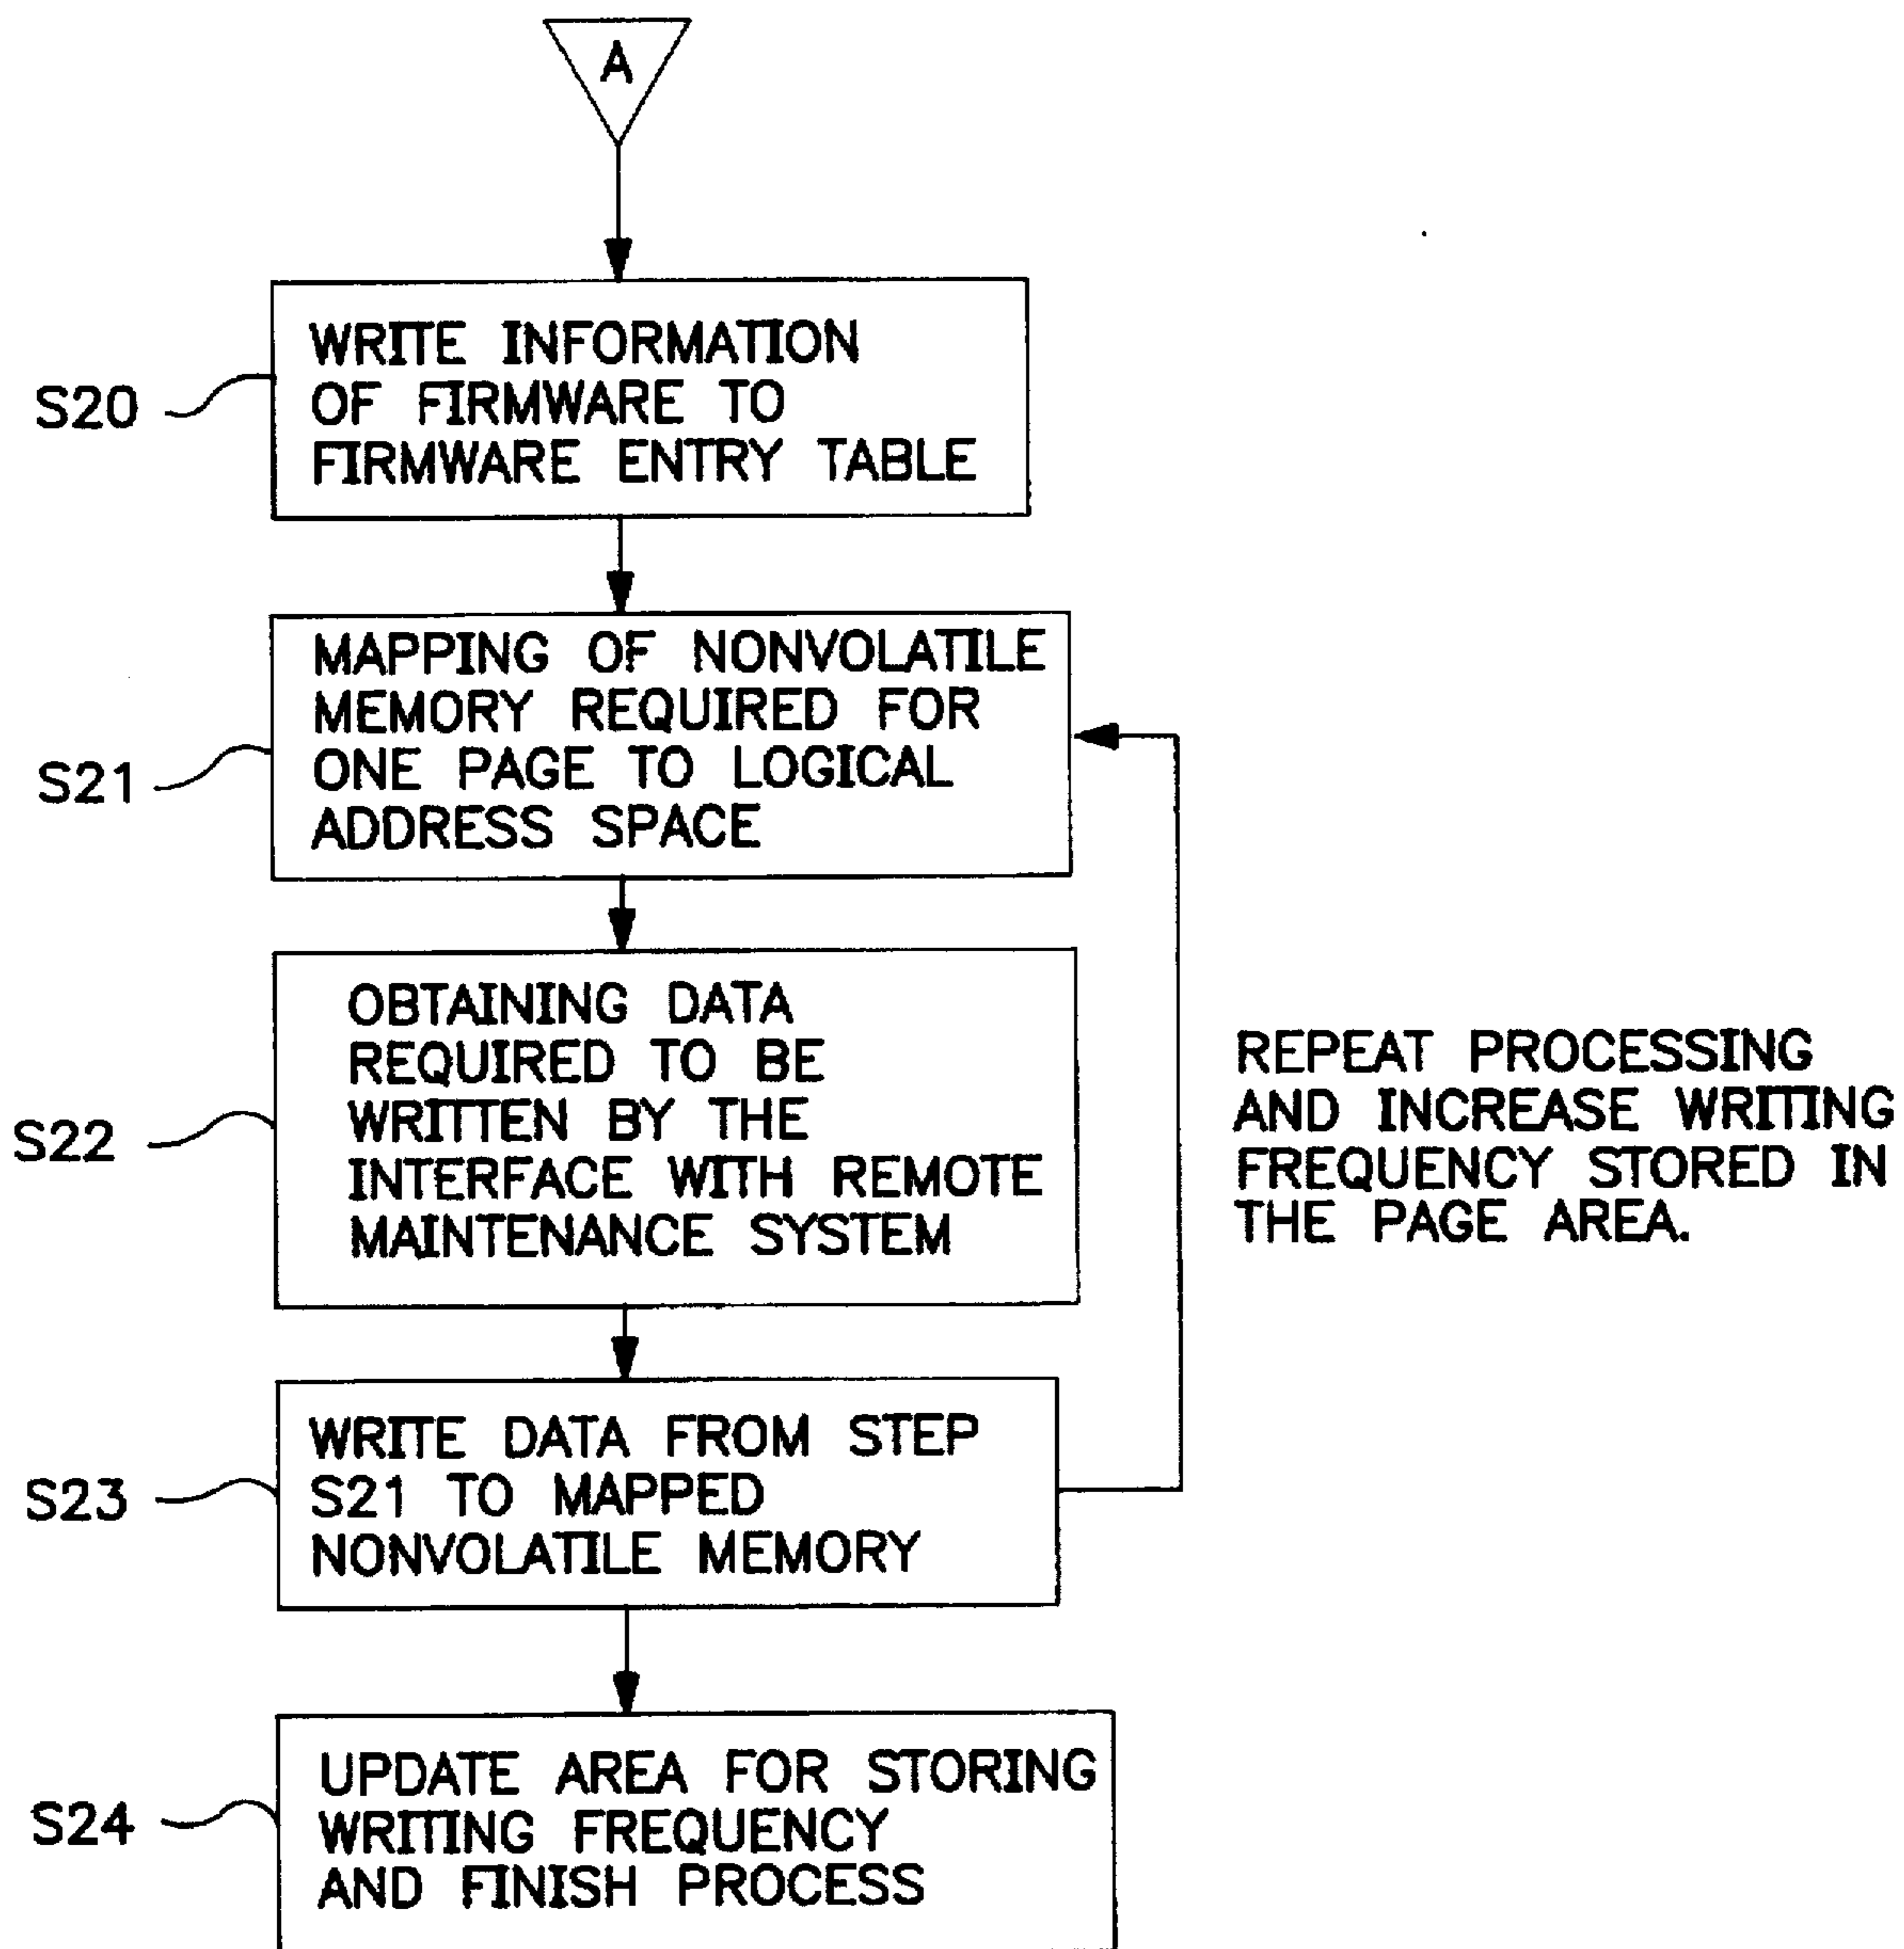 A
S20
WRITE INFORMATION
OF FIRMWARE TO
FIRMWARE ENTRY TABLE
S21
MAPPING OF NONVOLATILE
MEMORY REQUIRED FOR
ONE PAGE TO LOGICAL
ADDRESS SPACE
S22
OBTAINING DATA
REQUIRED TO BE
WRITTEN BY THE
INTERFACE WITH REMOTE
MAINTENANCE SYSTEM
REPEAT PROCESSING
AND INCREASE WRITING
FREQUENCY STORED IN
THE PAGE AREA.
S23
WRITE DATA FROM STEP
S21 TO MAPPED
NONVOLATILE MEMORY
S24
UPDATE AREA FOR STORING
WRITING FREQUENCY
AND FINISH PROCESS